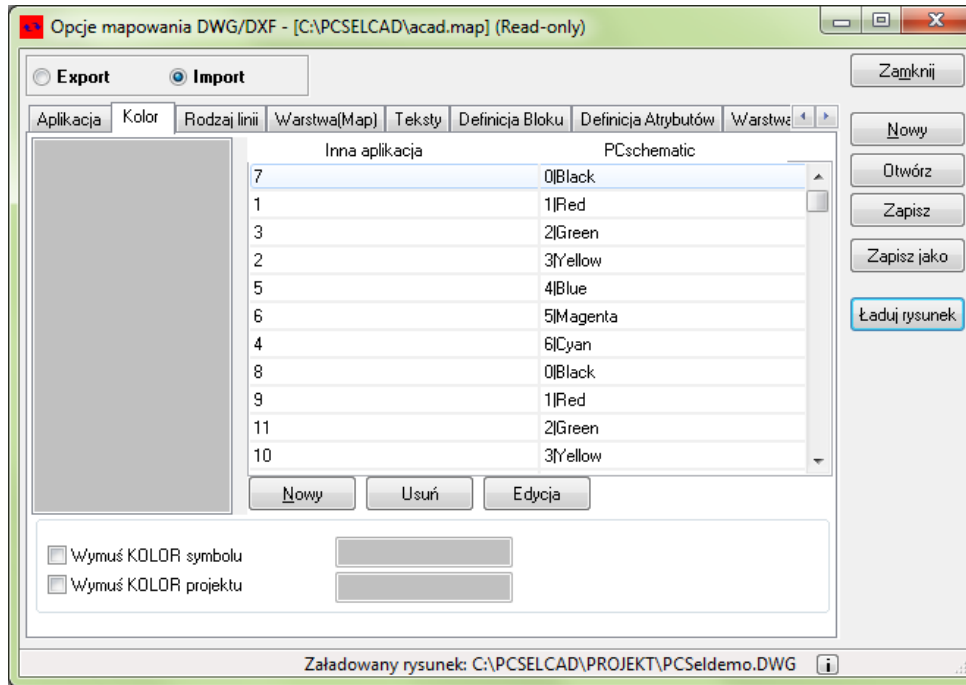 Opcje mapowania DWG/DXF - [C:\PCSELCAD\acad.map] (Read-only)
Export Import
Zamknij
Aplikacja Kolor Rodzaj linii Warstwa(Map) Teksty Definicja Bloku Definicja Atrybutów Warstwa
Nowy
Inna aplikacja PCschematic
7 0|Black
Otwórz
1 1|Red
Zapisz
3 2|Green
2 3|Yellow
Zapisz jako
5 4|Blue
6 5|Magenta
Ładuj rysunek
4 6|Cyan
8 0|Black
9 1|Red
11 2|Green
10 3|Yellow
Nowy Usuń Edycja
Wymuś KOLOR symbolu
Wymuś KOLOR projektu
Załadowany rysunek: C:\PCSELCAD\PROJEKT\PCSeldemo.DWG i